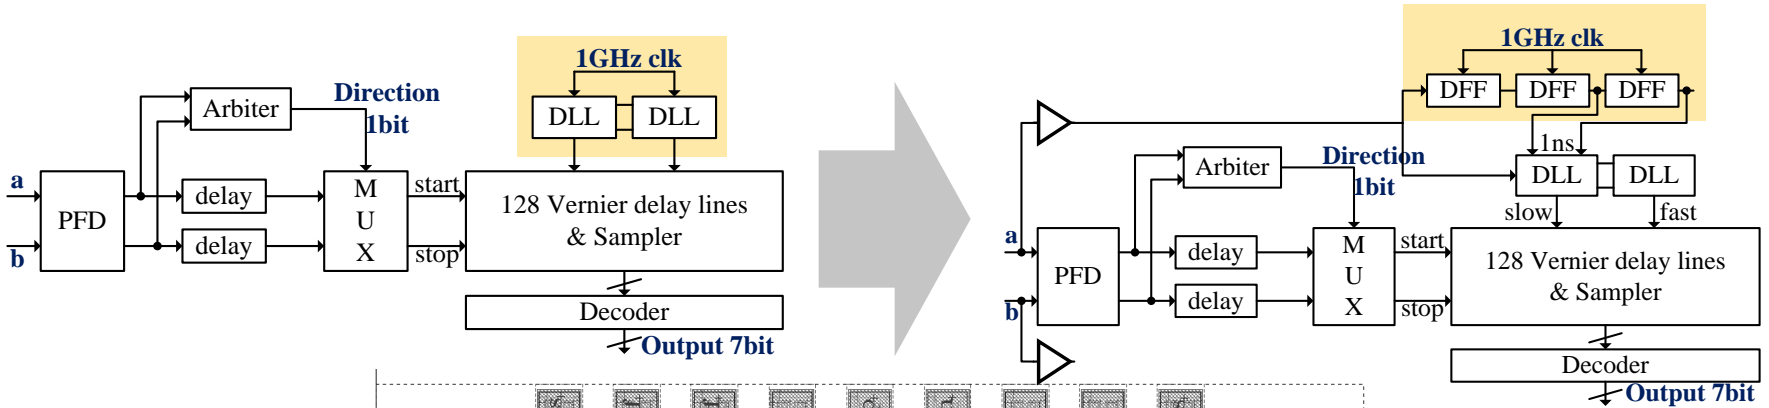 1GHz clk
DLL
DLL
Direction
1bit
Arbiter
a
b
PFD
delay
delay
M
U
X
start
stop
128 Vernier delay lines
& Sampler
Decoder
Output 7bit
1GHz clk
DFF
DFF
DFF
1ns
DLL
DLL
slow
fast
Direction
1bit
Arbiter
a
b
PFD
delay
delay
M
U
X
start
stop
128 Vernier delay lines
& Sampler
Decoder
Output 7bit